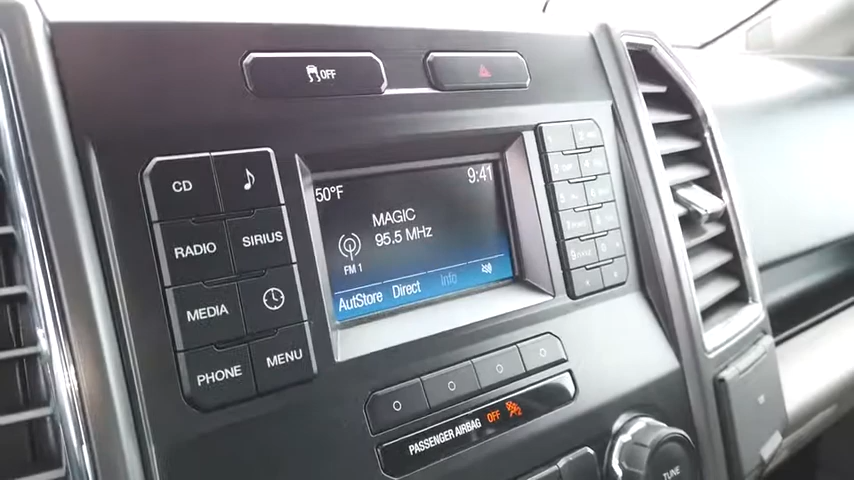 OFF
CD
RADIO
SIRIUS
MEDIA
PHONE
MENU
50°F
9:41
MAGIC
95.5 MHz
FM 1
AutStore Direct Info
PASSENGER AIRBAG OFF
TUNE